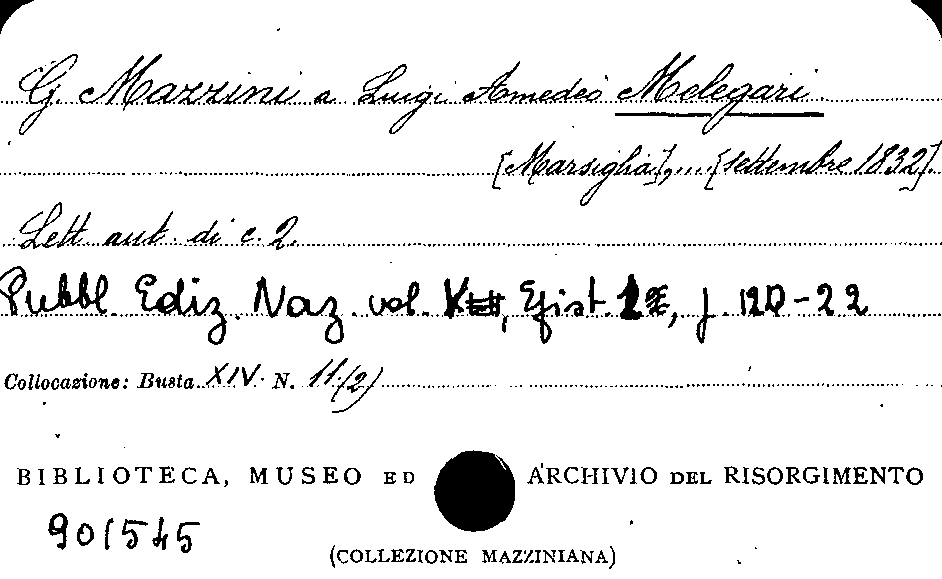 G. Mazzini a Luigi Amedeo Melegari.
[Marsiglia], .... [settembre 1832].
Lett. aut. di c. 2.
Pubbl. Ediz. Naz. vol. Epist. p. 120-22
Collocazione: Busta XIV. N. 11 (2)
BIBLIOTECA, MUSEO ED ARCHIVIO DEL RISORGIMENTO
901545
(COLLEZIONE MAZZINIANA)